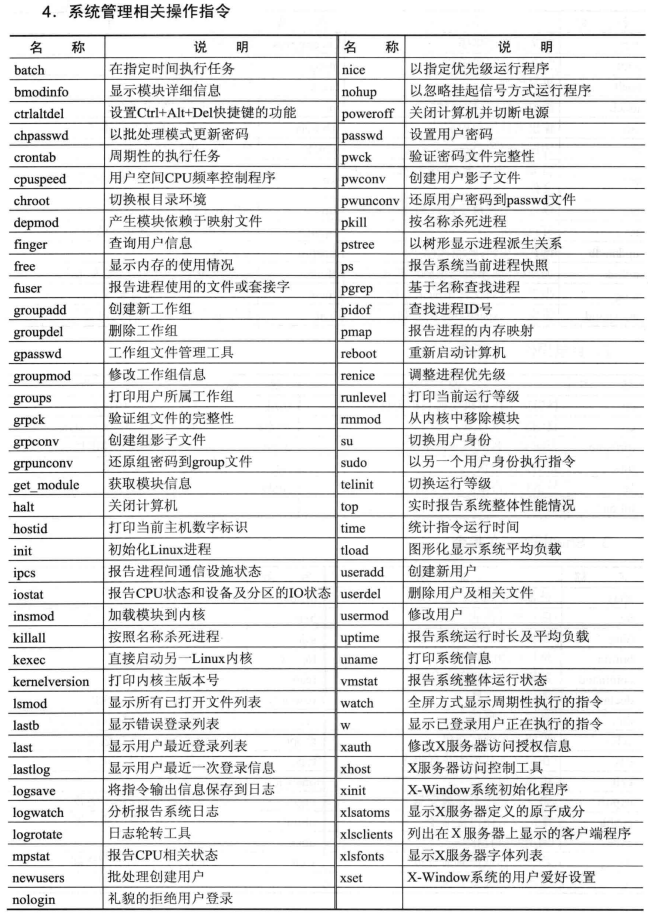 4．系统管理相关操作指令
名 称 说 明 名 称 说 明
batch 在指定时间执行任务 nice 以指定优先级运行程序
bmodinfo 显示模块详细信息 nohup 以忽略挂起信号方式运行程序
ctrlaltdel 设置Ctrl+Alt+Del快捷键的功能 poweroff 关闭计算机并切断电源
chpasswd 以批处理模式更新密码 passwd 设置用户密码
crontab 周期性的执行任务 pwck 验证密码文件完整性
cpuspeed 用户空间CPU频率控制程序 pwconv 创建用户影子文件
chroot 切换根目录环境 pwunconv 还原用户密码到passwd文件
depmod 产生模块依赖于映射文件 pkill 按名称杀死进程
finger 查询用户信息 pstree 以树形显示进程派生关系
free 显示内存的使用情况 ps 报告系统当前进程快照
fuser 报告进程使用的文件或套接字 pgrep 基于名称查找进程
groupadd 创建新工作组 pidof 查找进程ID号
groupdel 删除工作组 pmap 报告进程的内存映射
gpasswd 工作组文件管理工具 reboot 重新启动计算机
groupmod 修改工作组信息 renice 调整进程优先级
groups 打印用户所属工作组 runlevel 打印当前运行等级
grpck 验证组文件的完整性 rmmod 从内核中移除模块
grpconv 创建组影子文件 su 切换用户身份
grpunconv 还原组密码到group文件 sudo 以另一个用户身份执行指令
get_module 获取模块信息 telinit 切换运行等级
halt 关闭计算机 top 实时报告系统整体性能情况
hostid 打印当前主机数字标识 time 统计指令运行时间
init 初始化Linux进程 tload 图形化显示系统平均负载
ipcs 报告进程间通信设施状态 useradd 创建新用户
iostat 报告CPU状态和设备及分区的IO状态 userdel 删除用户及相关文件
insmod 加载模块到内核 usermod 修改用户
killall 按照名称杀死进程 uptime 报告系统运行时长及平均负载
kexec 直接启动另一Linux内核 uname 打印系统信息
kernelversion 打印内核主版本号 vmstat 报告系统整体运行状态
lsmod 显示所有已打开文件列表 watch 全屏方式显示周期性执行的指令
lastb 显示错误登录列表 w 显示已登录用户正在执行的指令
last 显示用户最近登录列表 xauth 修改X服务器访问授权信息
lastlog 显示用户最近一次登录信息 xhost X服务器访问控制工具
logsave 将指令输出信息保存到日志 xinit X-Window系统初始化程序
logwatch 分析报告系统日志 xlsatoms 显示X服务器定义的原子成分
logrotate 日志轮转工具 xlsclients 列出在X服务器上显示的客户端程序
mpstat 报告CPU相关状态 xlsfonts 显示X服务器字体列表
newusers 批处理创建用户 xset X-Window系统的用户爱好设置
nologin 礼貌的拒绝用户登录